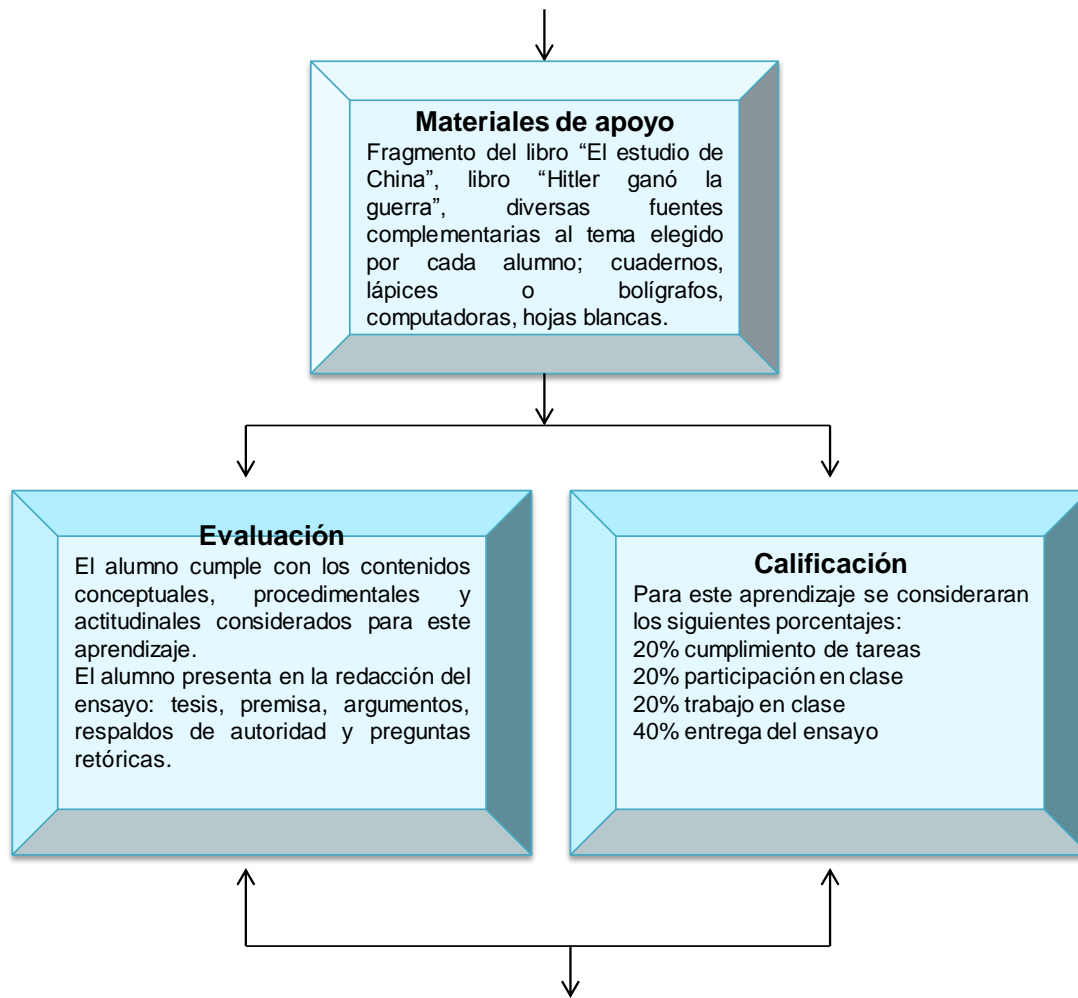 Materiales de apoyo
Fragmento del libro “El estudio de
China”, libro “Hitler ganó la
guerra”, diversas fuentes
complementarias al tema elegido
por cada alumno; cuadernos,
lápices o bolígrafos,
computadoras, hojas blancas.
Evaluación
El alumno cumple con los contenidos
conceptuales, procedimentales y
actitudinales considerados para este
aprendizaje.
El alumno presenta en la redacción del
ensayo: tesis, premisa, argumentos,
respaldos de autoridad y preguntas
retóricas.
Calificación
Para este aprendizaje se consideraran
los siguientes porcentajes:
20% cumplimiento de tareas
20% participación en clase
20% trabajo en clase
40% entrega del ensayo